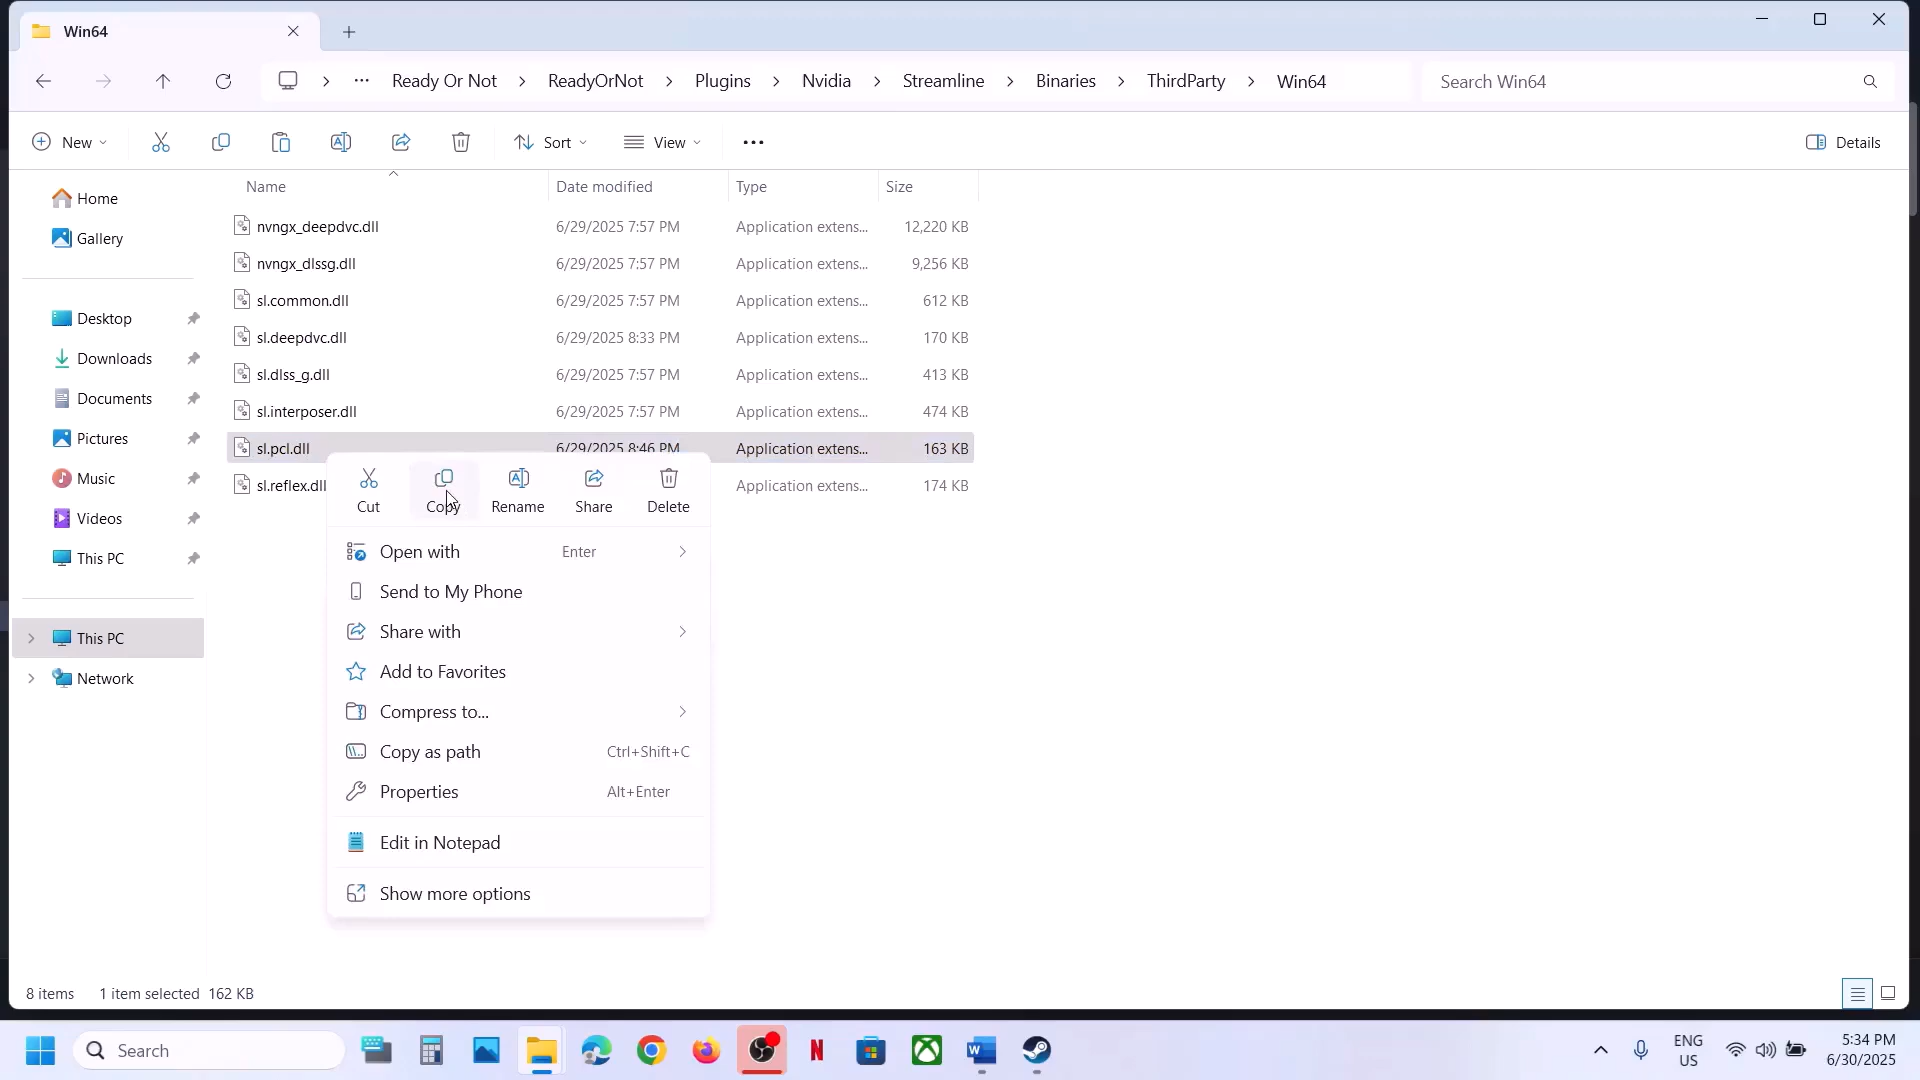 Win64
Ready Or Not > ReadyOrNot > Plugins > Nvidia > Streamline > Binaries > ThirdParty > Win64
Search Win64
New
Sort
View
Details
Name Date modified Type Size
Home
Gallery
Desktop
Downloads
Documents
Pictures
Music
Videos
This PC
This PC
Network
nvngx_deepdvc.dll 6/29/2025 7:57 PM Application extens... 12,220 KB
nvngx_dlssg.dll 6/29/2025 7:57 PM Application extens... 9,256 KB
sl.common.dll 6/29/2025 7:57 PM Application extens... 612 KB
sl.deepdvc.dll 6/29/2025 8:33 PM Application extens... 170 KB
sl.dlss_g.dll 6/29/2025 7:57 PM Application extens... 413 KB
sl.interposer.dll 6/29/2025 7:57 PM Application extens... 474 KB
sl.pcl.dll 6/29/2025 8:46 PM Application extens... 163 KB
sl.reflex.dll Application extens... 174 KB
Cut Copy Rename Share Delete
Open with Enter
Send to My Phone
Share with
Add to Favorites
Compress to...
Copy as path Ctrl+Shift+C
Properties Alt+Enter
Edit in Notepad
Show more options
8 items 1 item selected 162 KB
Search
ENG
US
5:34 PM
6/30/2025